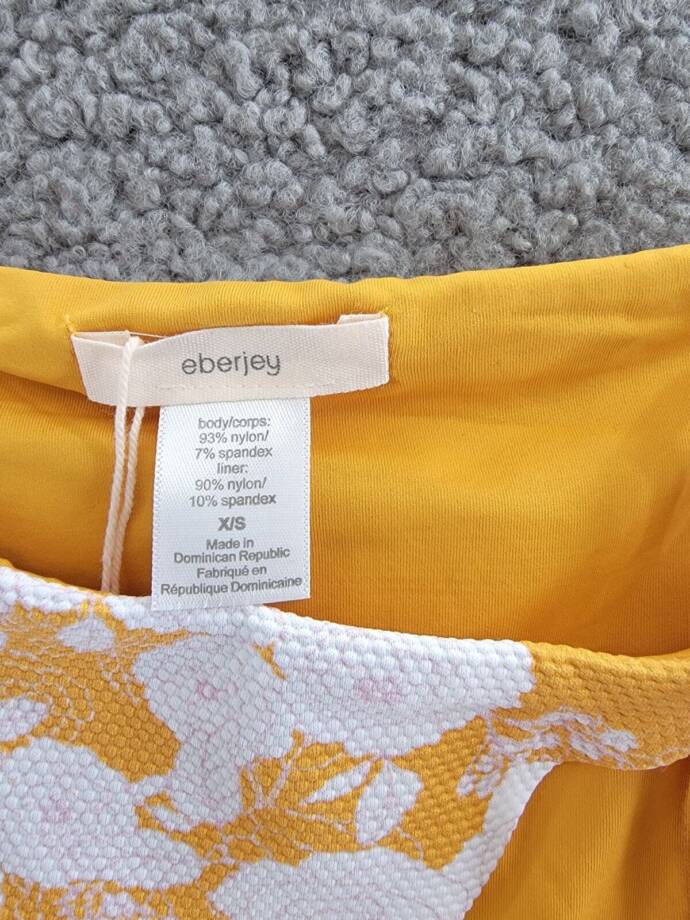 eberjey
body/corps:
93% nylon/
7% spandex
liner:
90% nylon/
10% spandex
X/S
Made in
Dominican Republic
Fabriqué en
République Dominicaine